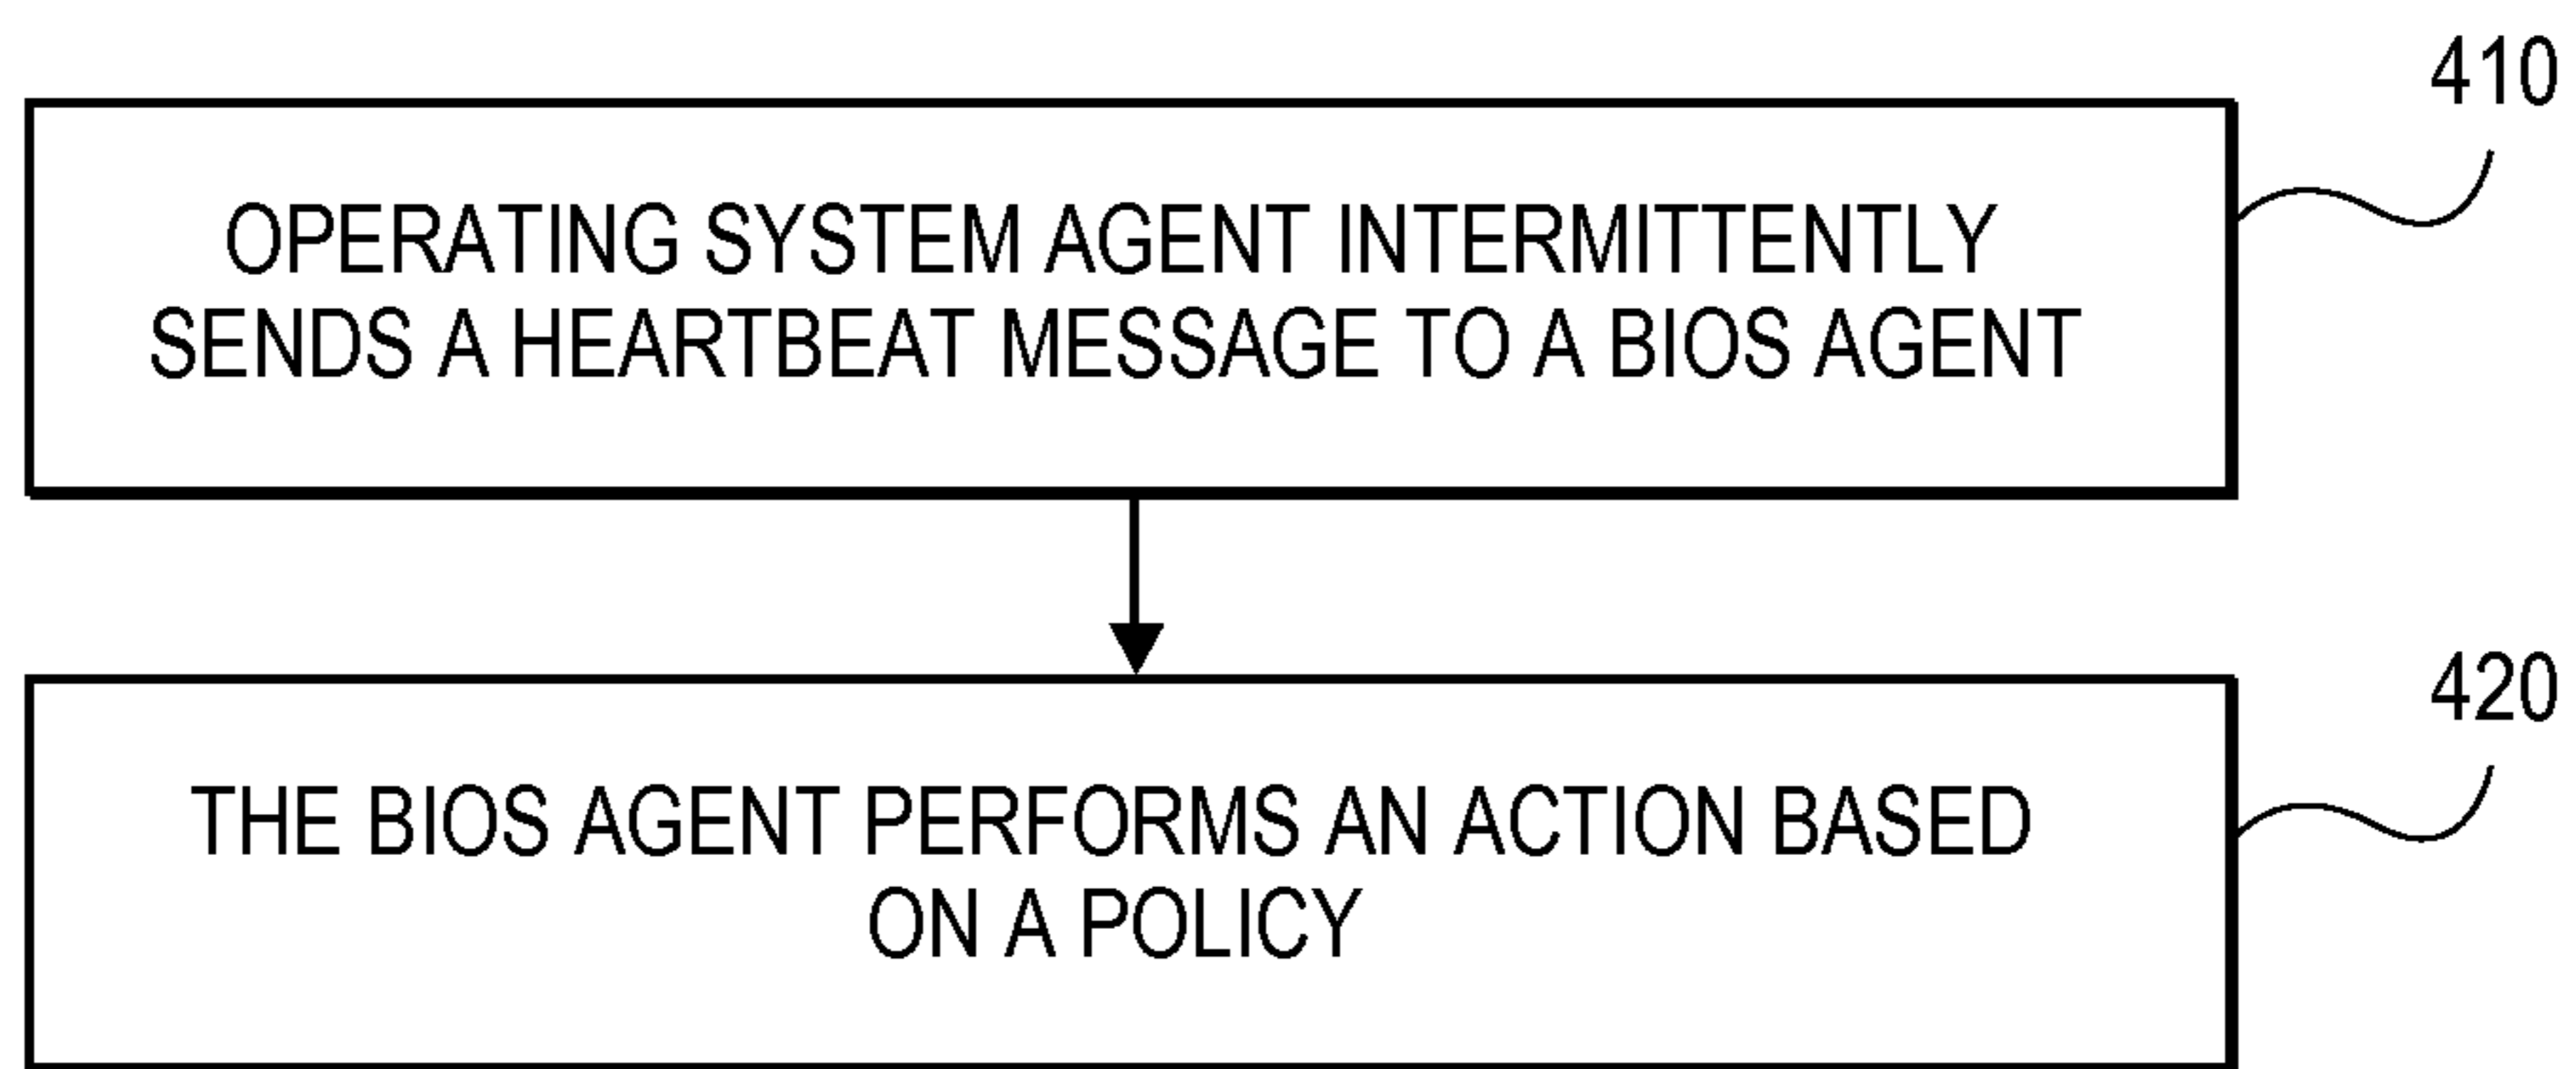 410
OPERATING SYSTEM AGENT INTERMITTENTLY
SENDS A HEARTBEAT MESSAGE TO A BIOS AGENT
420
THE BIOS AGENT PERFORMS AN ACTION BASED
ON A POLICY